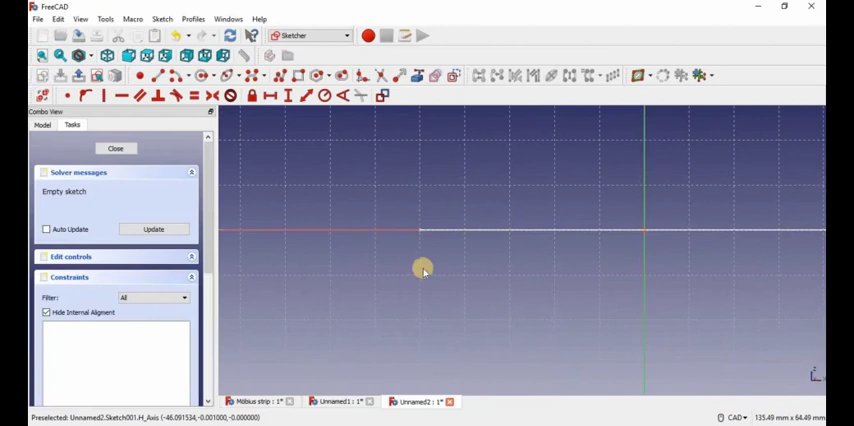 FreeCAD
File Edit View Tools Macro Sketch Profiles Windows Help
Sketcher
Combo View
Model Tasks
Close
Solver messages
Empty sketch
Auto Update Update
Edit controls
Constraints
Filter: All
Hide Internal Aligment
Möbius strip : 1* Unnamed1 : 1* Unnamed2 : 1*
Preselected: Unnamed2.Sketch001.H_Axis (-46.091534,-0.001000,-0.000000) CAD 135.49 mm x 64.49 mm